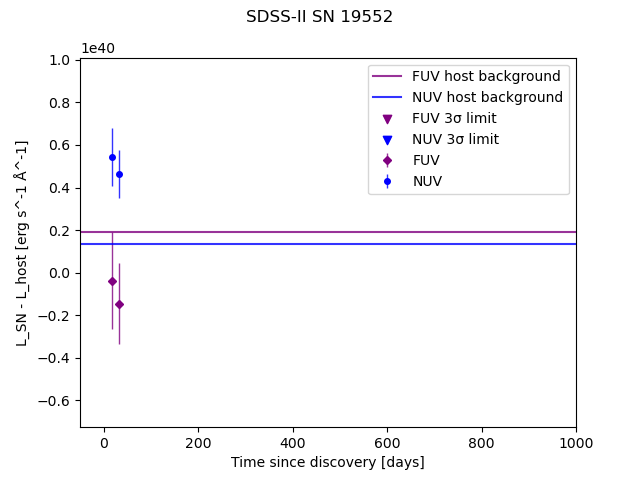 SDSS-II SN 19552
1e40
1.0
0.8
0.6
0.4
0.2
0.0
−0.2
−0.4
−0.6
L_SN - L_host [erg s^-1 Å^-1]
FUV host background
NUV host background
FUV 3σ limit
NUV 3σ limit
FUV
NUV
0
200
400
600
800
1000
Time since discovery [days]